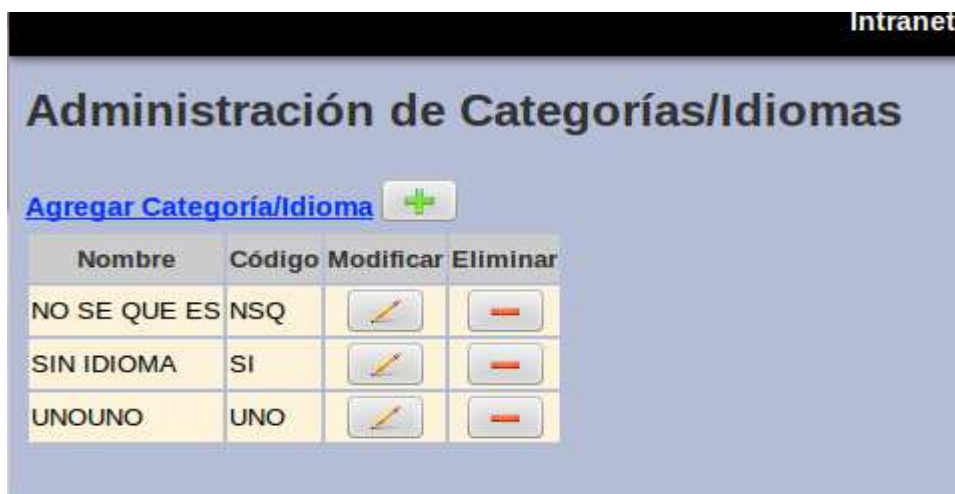 Intranet
Administración de Categorías/Idiomas
Agregar Categoría/Idioma
Nombre Código Modificar Eliminar
NO SE QUE ES NSQ
SIN IDIOMA SI
UNOUNO UNO